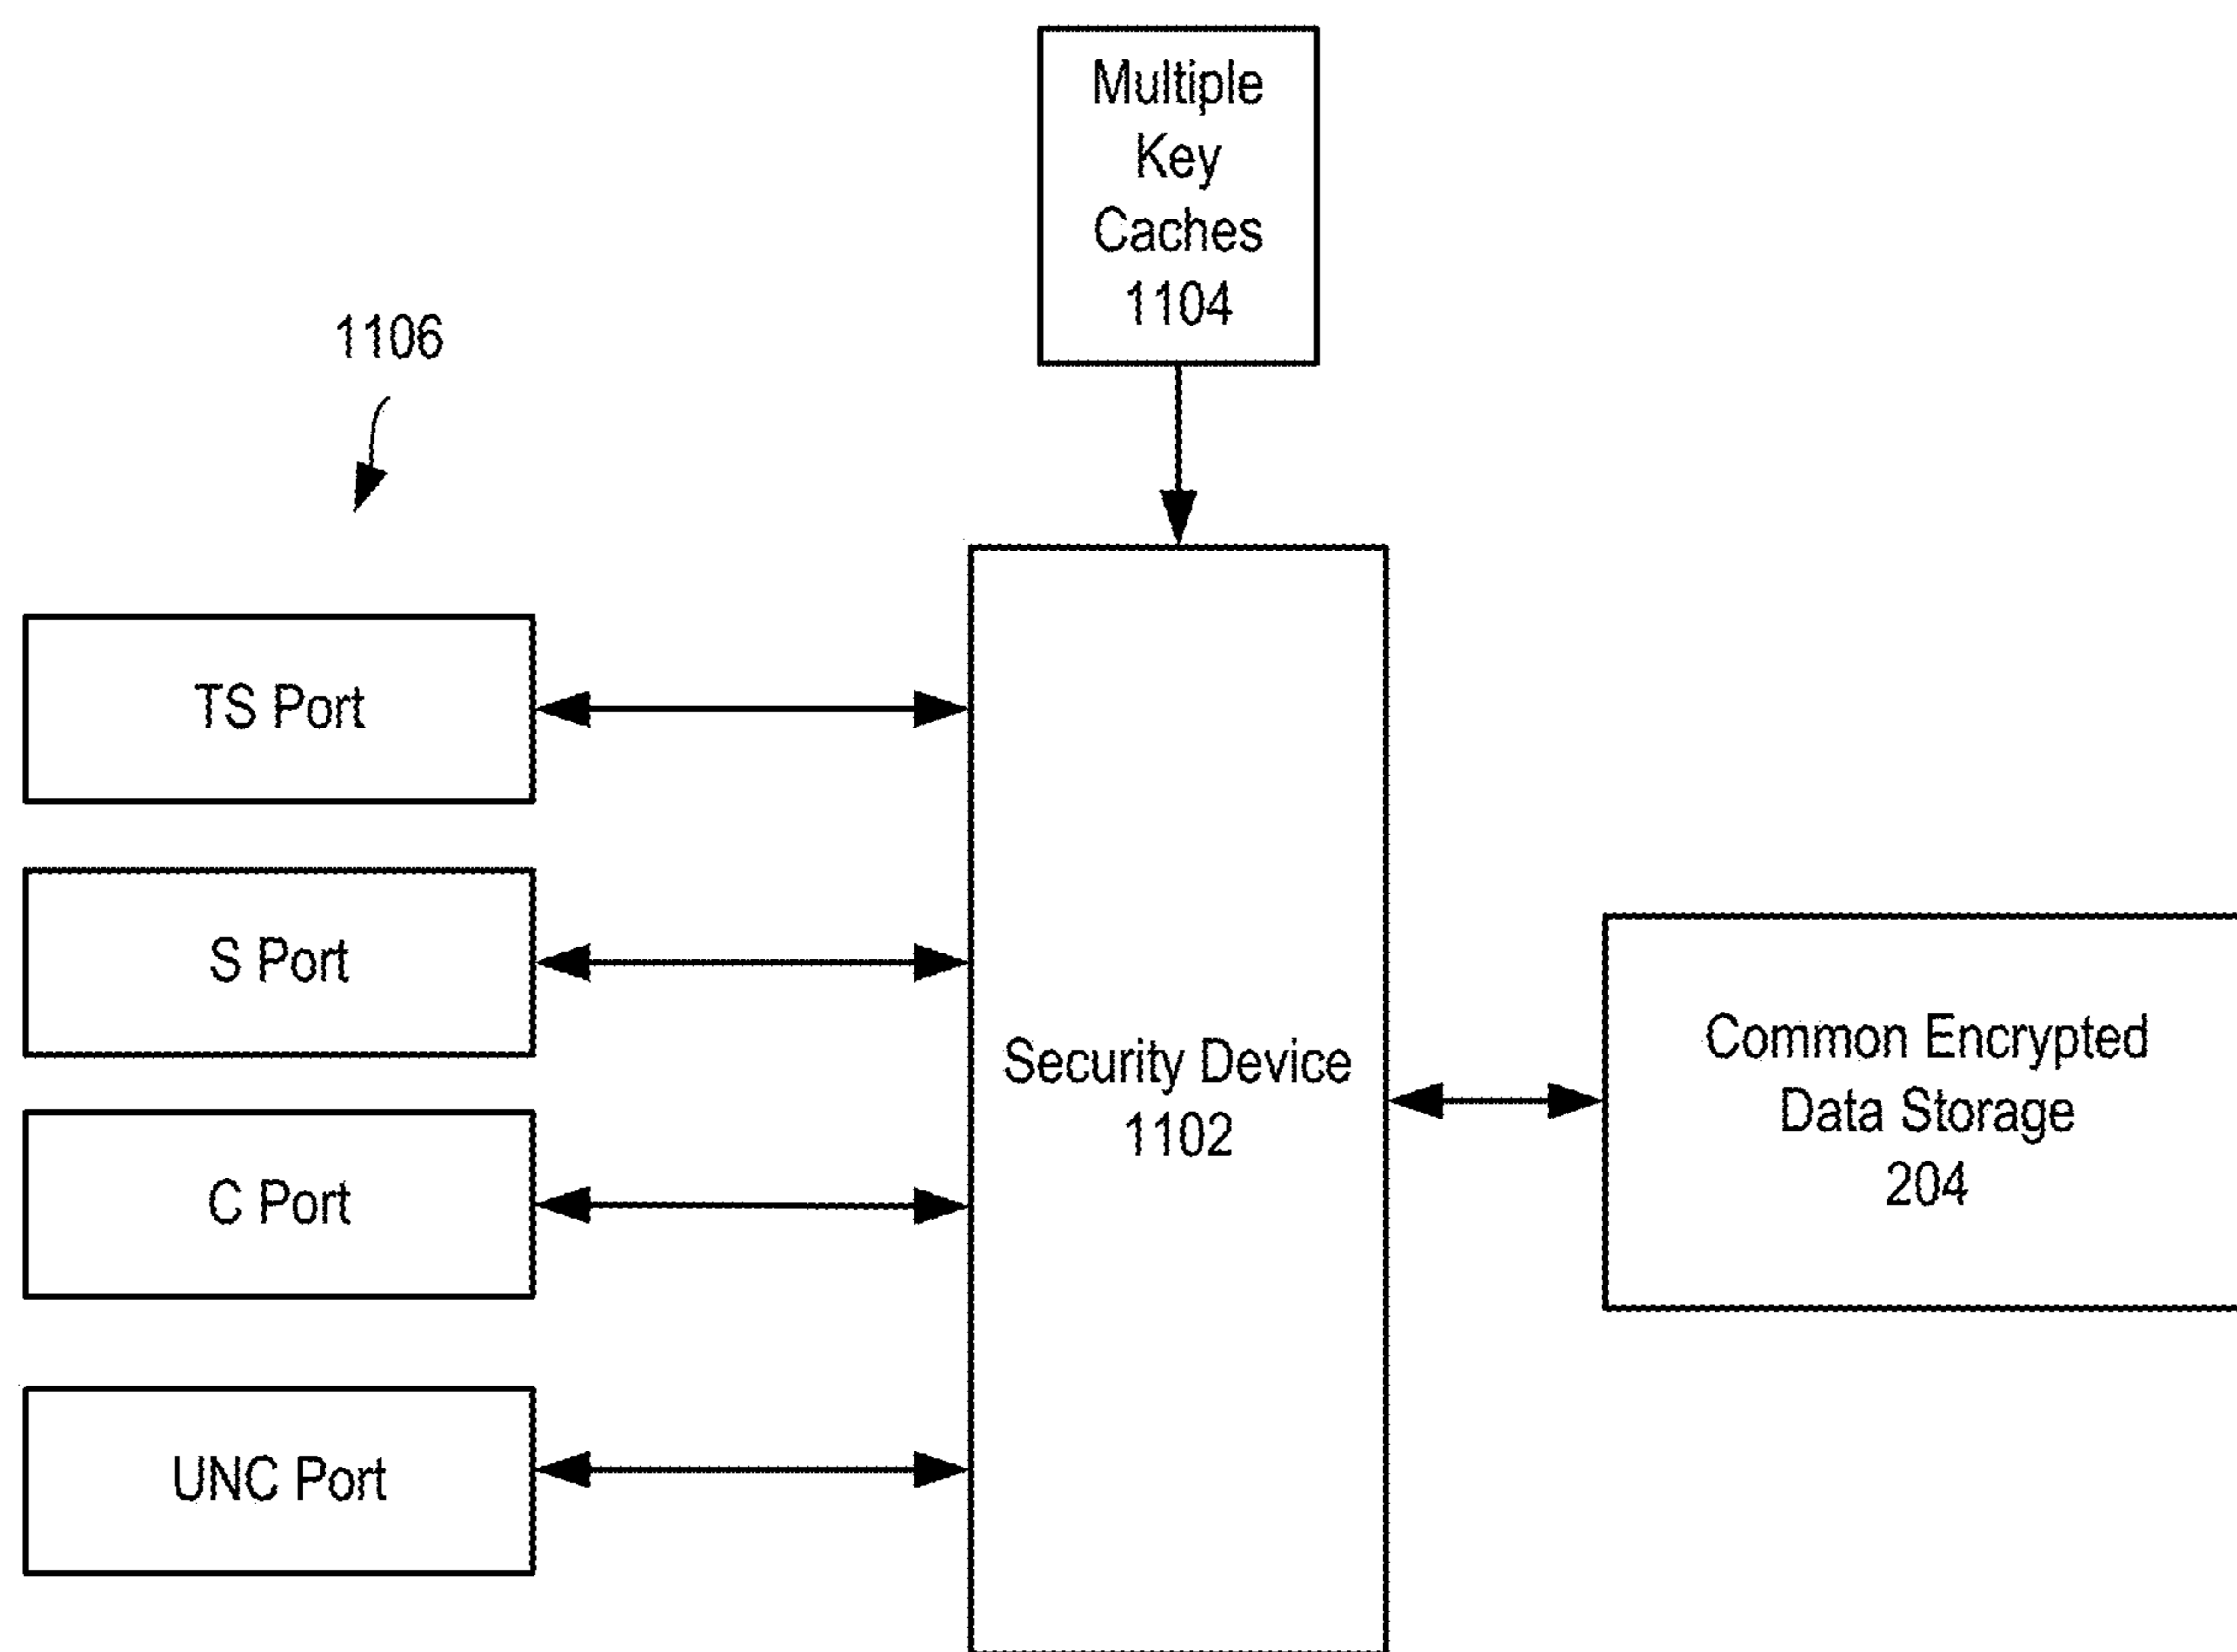 Multiple
Key
Caches
1104
1106
TS Port
S Port
C Port
UNC Port
Security Device
1102
Common Encrypted
Data Storage
204